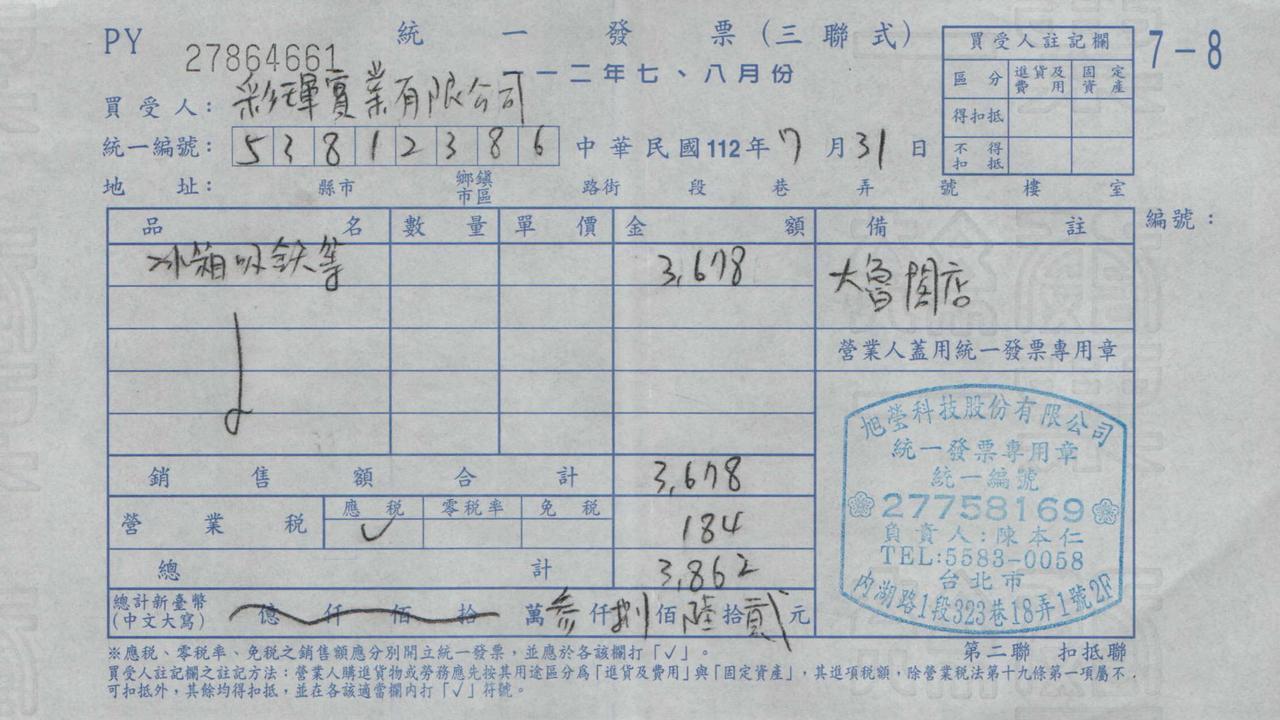 PY 27864661
統一發票(三聯式)
一一二年七、八月份
7-8
買受人註記欄
區分 進貨及費用 固定資產
得扣抵
不得扣抵
買受人: 彩琿實業有限公司
統一編號: 53812386 中華民國112年7月31日
地址: 縣市 鄉鎮市區 路街 段 巷 弄 號 樓 室
編號:
品名 數量 單價 金額 備註
冰箱吸鉄等 3,678 大魯閣店
營業人蓋用統一發票專用章
旭瑩科技股份有限公司
統一發票專用章
統一編號
27758169
負責人:陳本仁
TEL:5583-0058
台北市
內湖路1段323巷18弄1號2F
銷售額合計 3,678
營業稅 應稅 ✓ 零稅率 免稅 184
總計 3,862
總計新臺幣(中文大寫) 億仟佰拾萬參仟捌佰陸拾貳元
※應稅、零稅率、免稅之銷售額應分別開立統一發票,並應於各該欄打「✓」。
第二聯 扣抵聯
買受人註記欄之註記方法:營業人購進貨物或勞務應先按其用途區分為「進貨及費用」與「固定資產」,其進項稅額,除營業稅法第十九條第一項屬不
可扣抵外,其餘均得扣抵,並在各該適當欄內打「✓」符號。